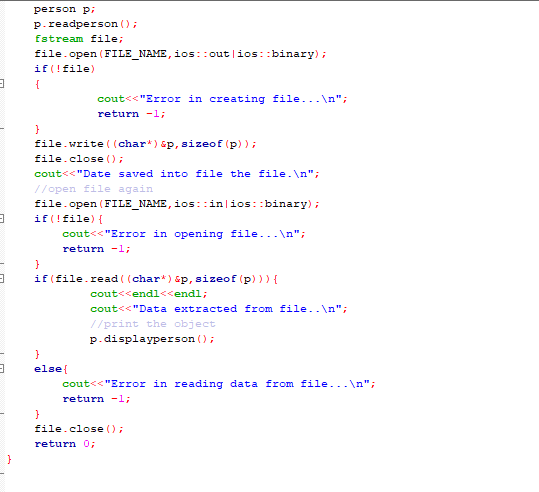 person p;
p.readperson();
fstream file;
file.open(FILE_NAME,ios::out|ios::binary);
if(!file)
{
cout<<"Error in creating file...\n";
return -1;
}
file.write((char*)&p,sizeof(p));
file.close();
cout<<"Date saved into file the file.\n";
//open file again
file.open(FILE_NAME,ios::in|ios::binary);
if(!file){
cout<<"Error in opening file...\n";
return -1;
}
if(file.read((char*)&p,sizeof(p))){
cout<<endl<<endl;
cout<<"Data extracted from file..\n";
//print the object
p.displayperson();
}
else{
cout<<"Error in reading data from file...\n";
return -1;
}
file.close();
return 0;
}